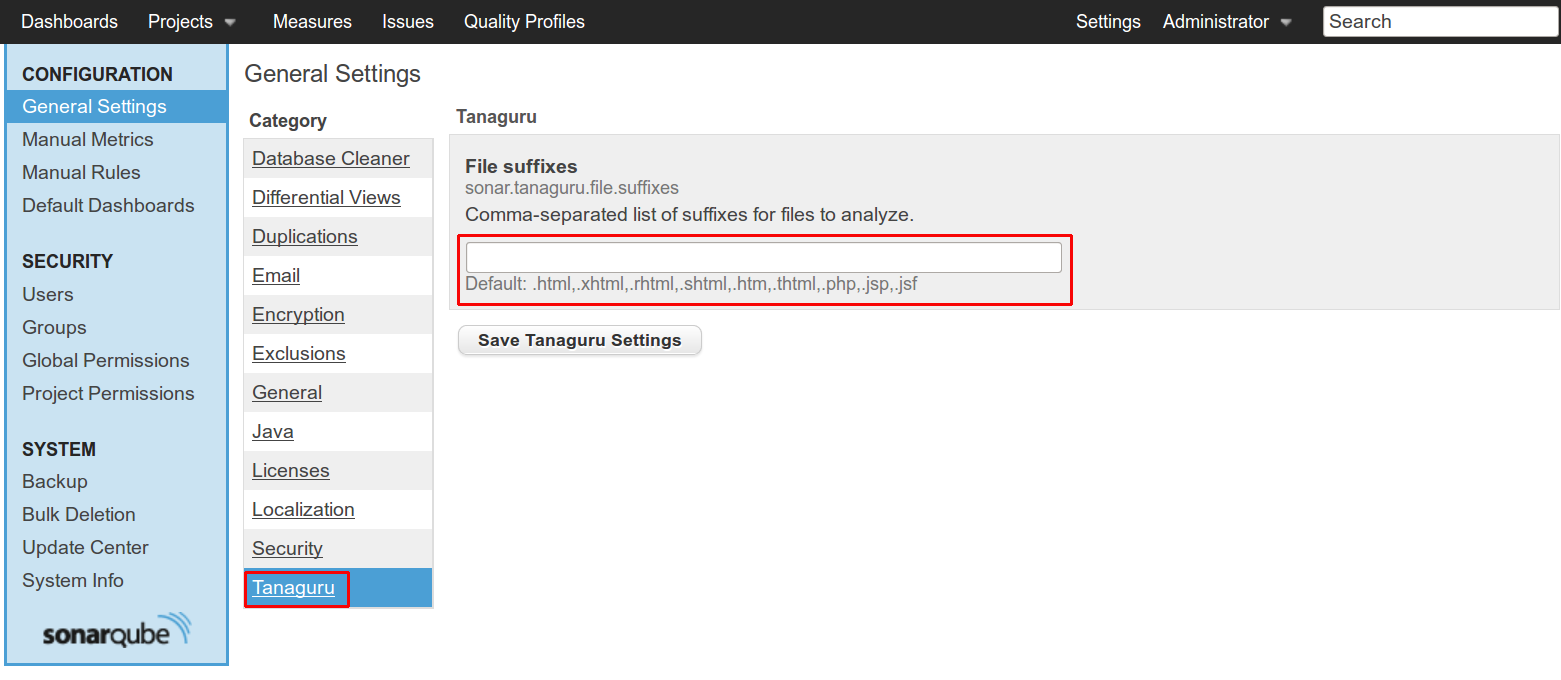 Dashboards Projects Measures Issues Quality Profiles Settings Administrator Search
CONFIGURATION
General Settings
Manual Metrics
Manual Rules
Default Dashboards
SECURITY
Users
Groups
Global Permissions
Project Permissions
SYSTEM
Backup
Bulk Deletion
Update Center
System Info
sonarqube
General Settings
Category
Database Cleaner
Differential Views
Duplications
Email
Encryption
Exclusions
General
Java
Licenses
Localization
Security
Tanaguru
Tanaguru
File suffixes
sonar.tanaguru.file.suffixes
Comma-separated list of suffixes for files to analyze.
Default: .html,.xhtml,.rhtml,.shtml,.htm,.thtml,.php,.jsp,.jsf
Save Tanaguru Settings